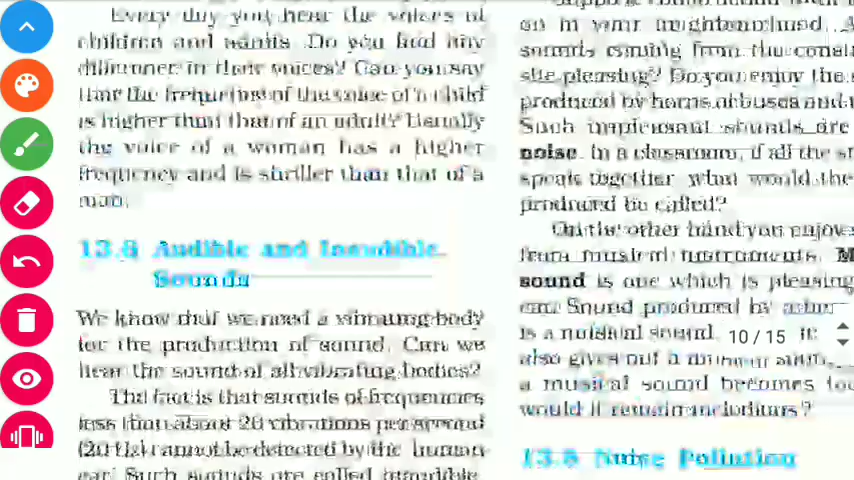 Every day you hear the voices of
children and adults. Do you find any
difference in their voices? Can you say
that the frequency of the voice of a child
is higher than that of an adult? Usually
the voice of a woman has a higher
frequency and is shriller than that of a
man.
13.6 Audible and Inaudible
Sounds
We know that we need a vibrating body
for the production of sound. Can we
hear the sound of all vibrating bodies?
The fact is that sounds of frequencies
less than about 20 vibrations per second
(20 Hz) cannot be detected by the human
ear. Such sounds are called inaudible.
on in your neighbourhood.
sounds coming from the
site pleasing? Do you enjoy the
produced by horns of buses and
Such unpleasant sounds are
noise. In a classroom, if all the
speak together, what would the
produced be called?
On the other hand you enjoy
from musical instruments.
sound is one which is pleasing
ear. Sound produced by a
is a musical sound.
10 / 15
also gives out a
a musical sound becomes too
would it remain melodious?
Noise Pollution